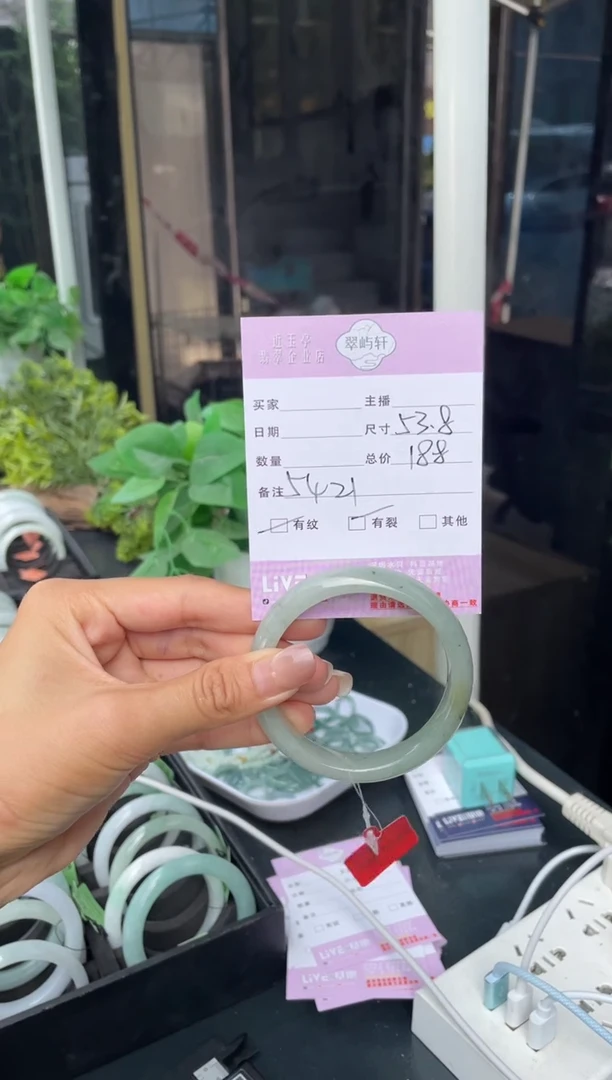 翠屿轩
买家 主播
日期 尺寸 53.8
数量 总价 188
备注 5421
有纹 有裂 其他
LiVE
LiVE